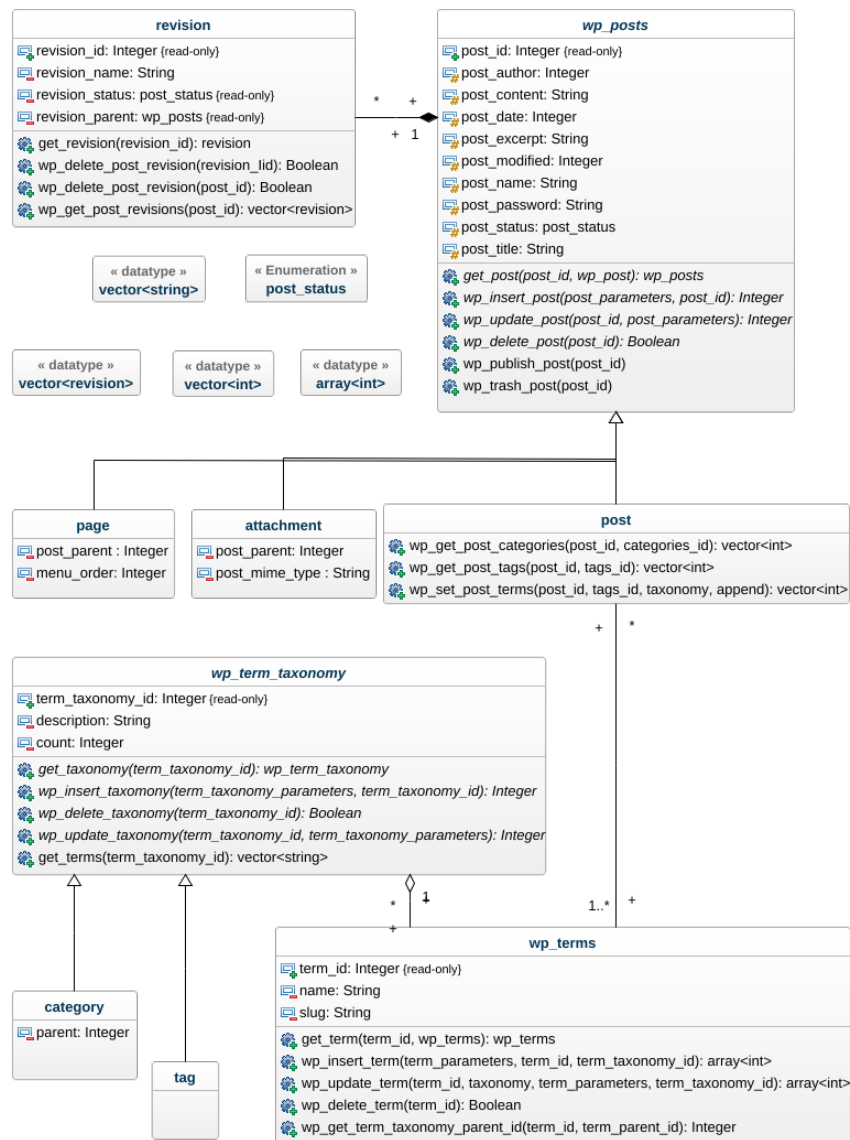 revision
revision_id: Integer {read-only}
revision_name: String
revision_status: post_status {read-only}
revision_parent: wp_posts {read-only}
get_revision(revision_id): revision
wp_delete_post_revision(revision_Iid): Boolean
wp_delete_post_revision(post_id): Boolean
wp_get_post_revisions(post_id): vector<revision>
* +
+ 1
wp_posts
post_id: Integer {read-only}
post_author: Integer
post_content: String
post_date: Integer
post_excerpt: String
post_modified: Integer
post_name: String
post_password: String
post_status: post_status
post_title: String
get_post(post_id, wp_post): wp_posts
wp_insert_post(post_parameters, post_id): Integer
wp_update_post(post_id, post_parameters): Integer
wp_delete_post(post_id): Boolean
wp_publish_post(post_id)
wp_trash_post(post_id)
« datatype »
vector<string>
« Enumeration »
post_status
« datatype »
vector<revision>
« datatype »
vector<int>
« datatype »
array<int>
page
post_parent : Integer
menu_order: Integer
attachment
post_parent: Integer
post_mime_type : String
post
wp_get_post_categories(post_id, categories_id): vector<int>
wp_get_post_tags(post_id, tags_id): vector<int>
wp_set_post_terms(post_id, tags_id, taxonomy, append): vector<int>
+ *
wp_term_taxonomy
term_taxonomy_id: Integer {read-only}
description: String
count: Integer
get_taxonomy(term_taxonomy_id): wp_term_taxonomy
wp_insert_taxomony(term_taxonomy_parameters, term_taxonomy_id): Integer
wp_delete_taxonomy(term_taxonomy_id): Boolean
wp_update_taxonomy(term_taxonomy_id, term_taxonomy_parameters): Integer
get_terms(term_taxonomy_id): vector<string>
* 1
+
+
1..* +
category
parent: Integer
tag
wp_terms
term_id: Integer {read-only}
name: String
slug: String
get_term(term_id, wp_terms): wp_terms
wp_insert_term(term_parameters, term_id, term_taxonomy_id): array<int>
wp_update_term(term_id, taxonomy, term_parameters, term_taxonomy_id): array<int>
wp_delete_term(term_id): Boolean
wp_get_term_taxonomy_parent_id(term_id, term_parent_id): Integer